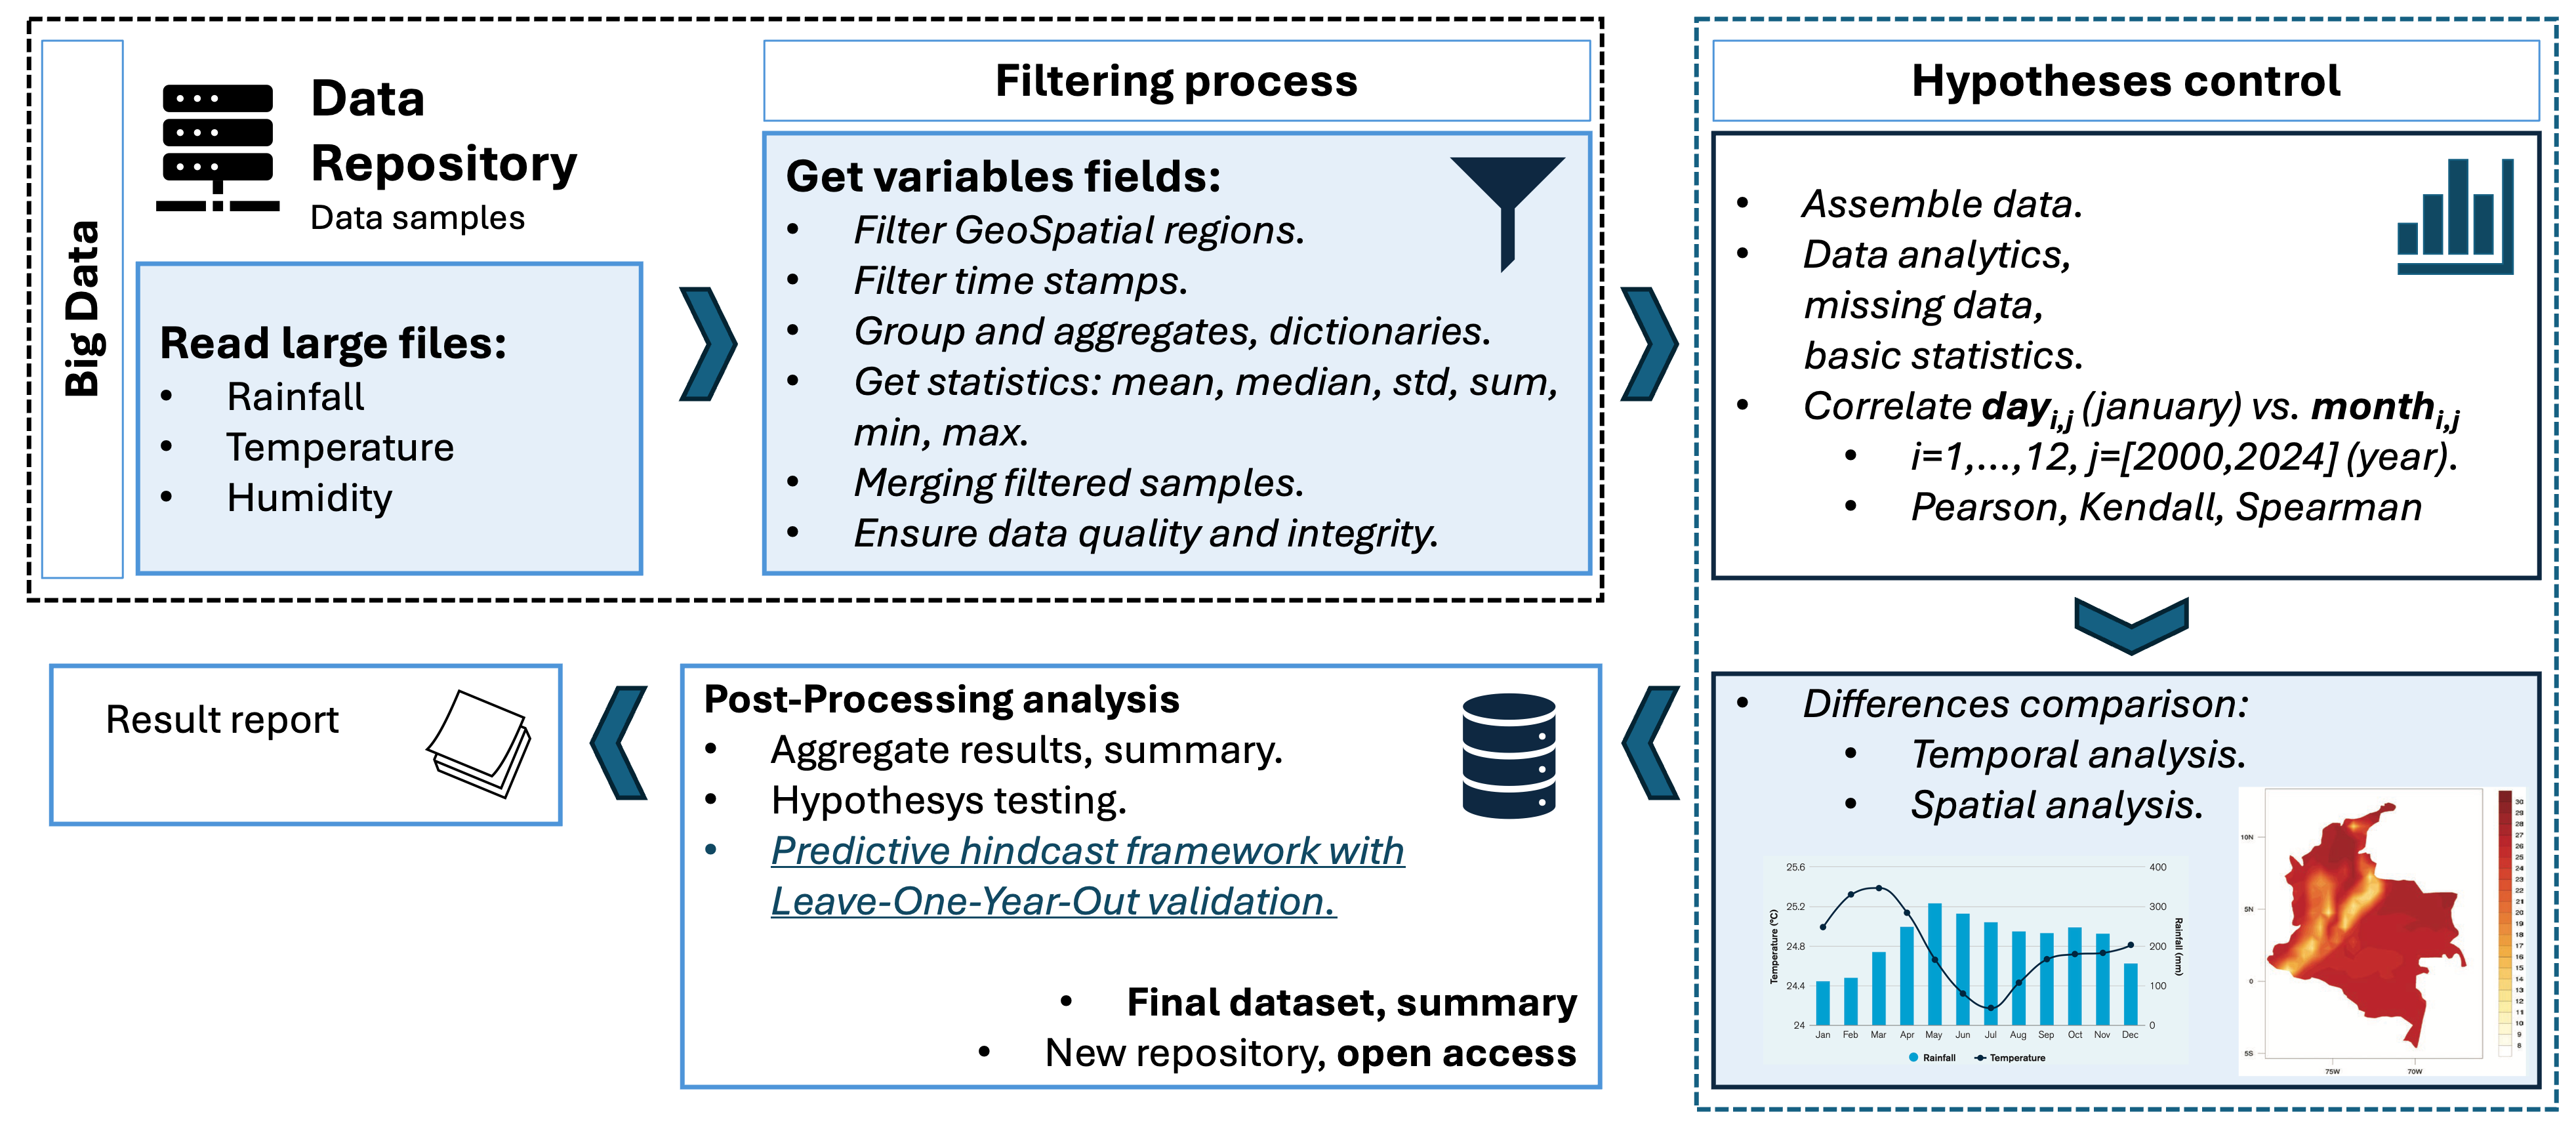 Big Data
Data
Repository
Data samples
Read large files:
• Rainfall
• Temperature
• Humidity
Filtering process
Get variables fields:
• Filter GeoSpatial regions.
• Filter time stamps.
• Group and aggregates, dictionaries.
• Get statistics: mean, median, std, sum,
min, max.
• Merging filtered samples.
• Ensure data quality and integrity.
Hypotheses control
• Assemble data.
• Data analytics,
missing data,
basic statistics.
• Correlate day i,j (january) vs. month i,j
• i=1,...,12, j=[2000,2024] (year).
• Pearson, Kendall, Spearman
• Differences comparison:
• Temporal analysis.
• Spatial analysis.
25.6
25.2
24.8
24.4
24
Temperature (°C)
400
300
200
100
0
Rainfall (mm)
Jan Feb Mar Apr May Jun Jul Aug Sep Oct Nov Dec
Rainfall Temperature
10N
5N
0
5S
75W 70W
30
29
28
27
26
25
24
23
22
21
20
19
18
17
16
15
14
13
12
11
10
9
8
Post-Processing analysis
• Aggregate results, summary.
• Hypothesys testing.
• Predictive hindcast framework with
Leave-One-Year-Out validation.
• Final dataset, summary
• New repository, open access
Result report